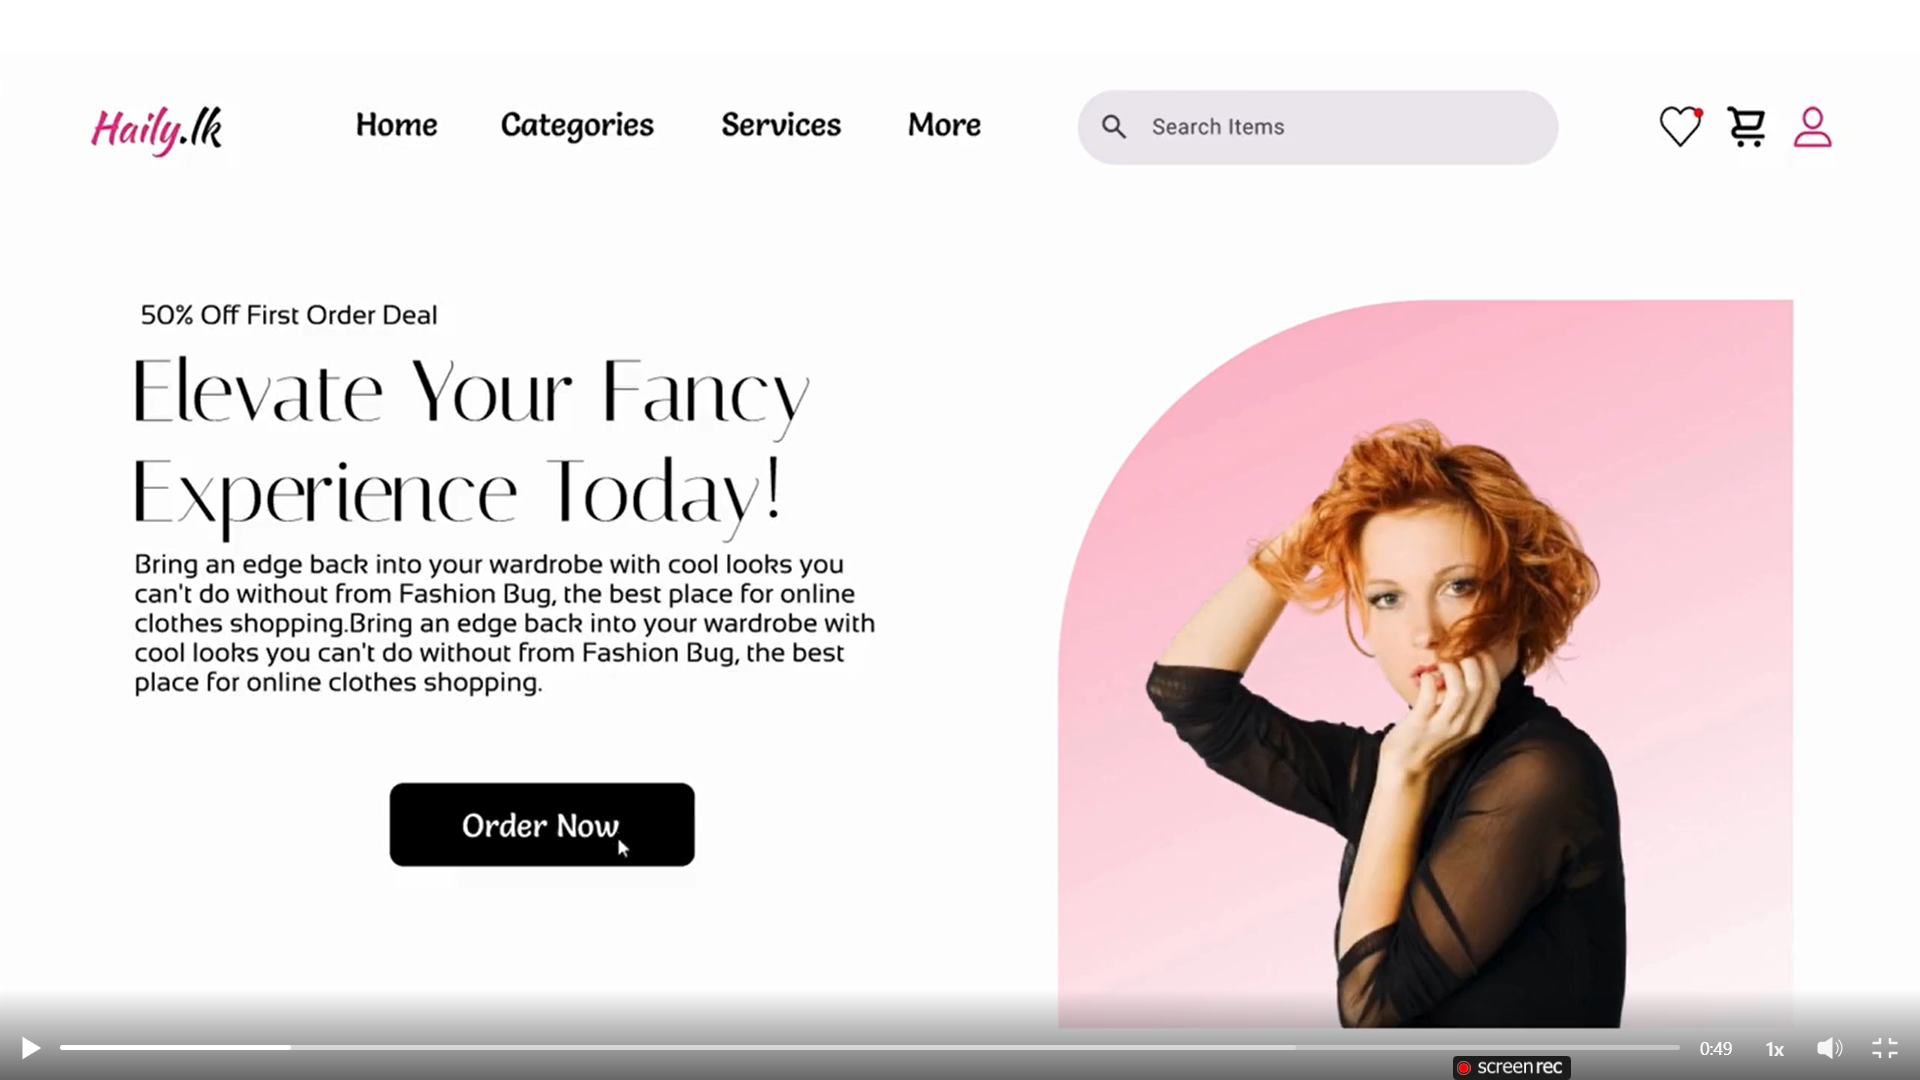 Haily.lk
Home Categories Services More
Search Items
50% Off First Order Deal
Elevate Your Fancy
Experience Today!
Bring an edge back into your wardrobe with cool looks you
can't do without from Fashion Bug, the best place for online
clothes shopping.Bring an edge back into your wardrobe with
cool looks you can't do without from Fashion Bug, the best
place for online clothes shopping.
Order Now
0:49 1x
screenrec